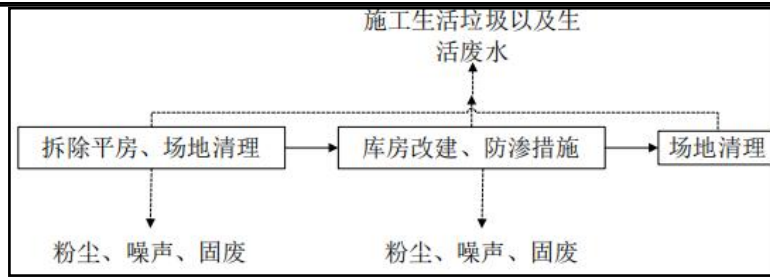 施工生活垃圾以及生
活废水
拆除平房、场地清理
库房改建、防渗措施
场地清理
粉尘、噪声、固废
粉尘、噪声、固废